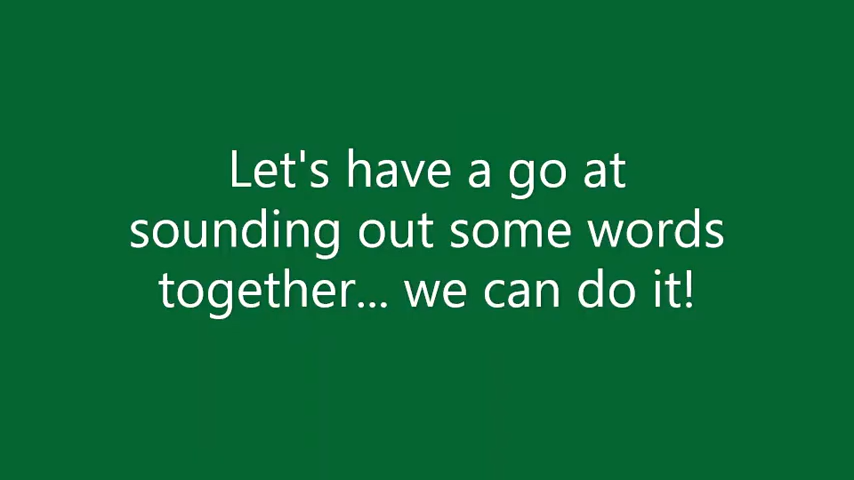 Let's have a go at
sounding out some words
together... we can do it!